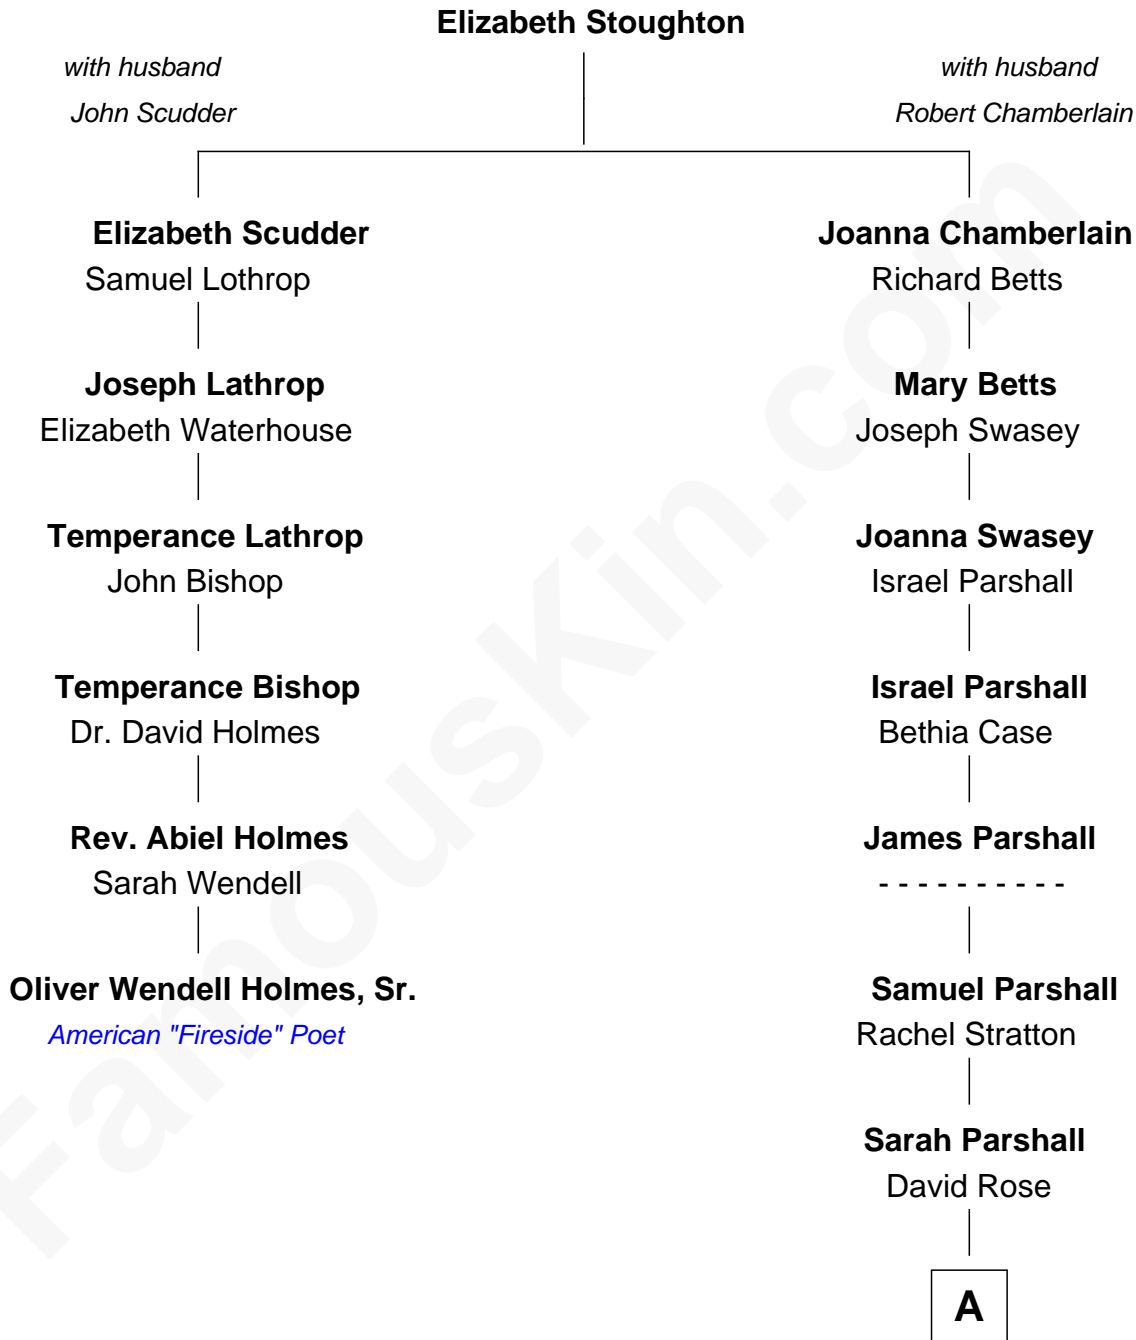 Elizabeth Stoughton
with husband
John Scudder
with husband
Robert Chamberlain
Elizabeth Scudder
Samuel Lothrop
Joanna Chamberlain
Richard Betts
Joseph Lathrop
Elizabeth Waterhouse
Mary Betts
Joseph Swasey
Temperance Lathrop
John Bishop
Joanna Swasey
Israel Parshall
Temperance Bishop
Dr. David Holmes
Israel Parshall
Bethia Case
Rev. Abiel Holmes
Sarah Wendell
James Parshall
- - - - - - - - - -
Oliver Wendell Holmes, Sr.
American "Fireside" Poet
Samuel Parshall
Rachel Stratton
Sarah Parshall
David Rose
A
FamousKin.com